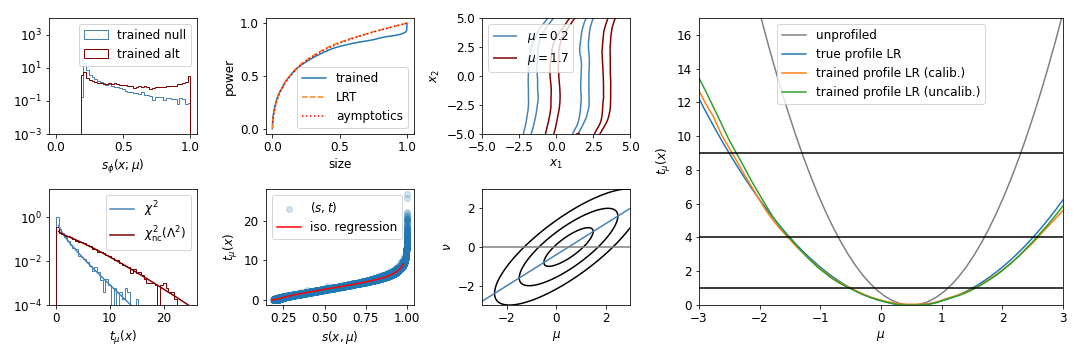 10³
10¹
10⁻¹
10⁻³
0.0
0.5
1.0
s_ϕ(x; μ)
trained null
trained alt
1.0
0.5
0.0
0.0
0.5
1.0
power
size
trained
LRT
aymptotics
5.0
2.5
0.0
−2.5
−5.0
−5.0
−2.5
0.0
2.5
5.0
x₂
x₁
μ = 0.2
μ = 1.7
10⁰
10⁻²
10⁻⁴
0
10
20
t_μ(x)
χ²
χ²_nc(Λ²)
20
10
0
0.25
0.50
0.75
1.00
t_μ(x)
s(x, μ)
(s, t)
iso. regression
2
0
−2
−2
0
2
ν
μ
16
14
12
10
8
6
4
2
0
−3
−2
−1
0
1
2
3
t_μ(x)
μ
unprofiled
true profile LR
trained profile LR (calib.)
trained profile LR (uncalib.)